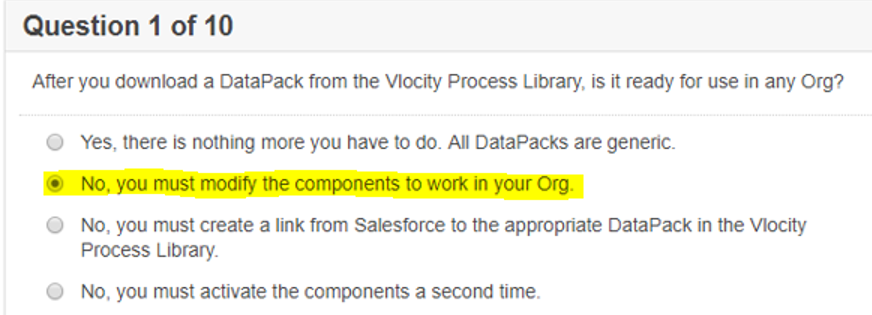 Question 1 of 10
After you download a DataPack from the Vlocity Process Library, is it ready for use in any Org?
Yes, there is nothing more you have to do. All DataPacks are generic.
No, you must modify the components to work in your Org.
No, you must create a link from Salesforce to the appropriate DataPack in the Vlocity
Process Library.
No, you must activate the components a second time.